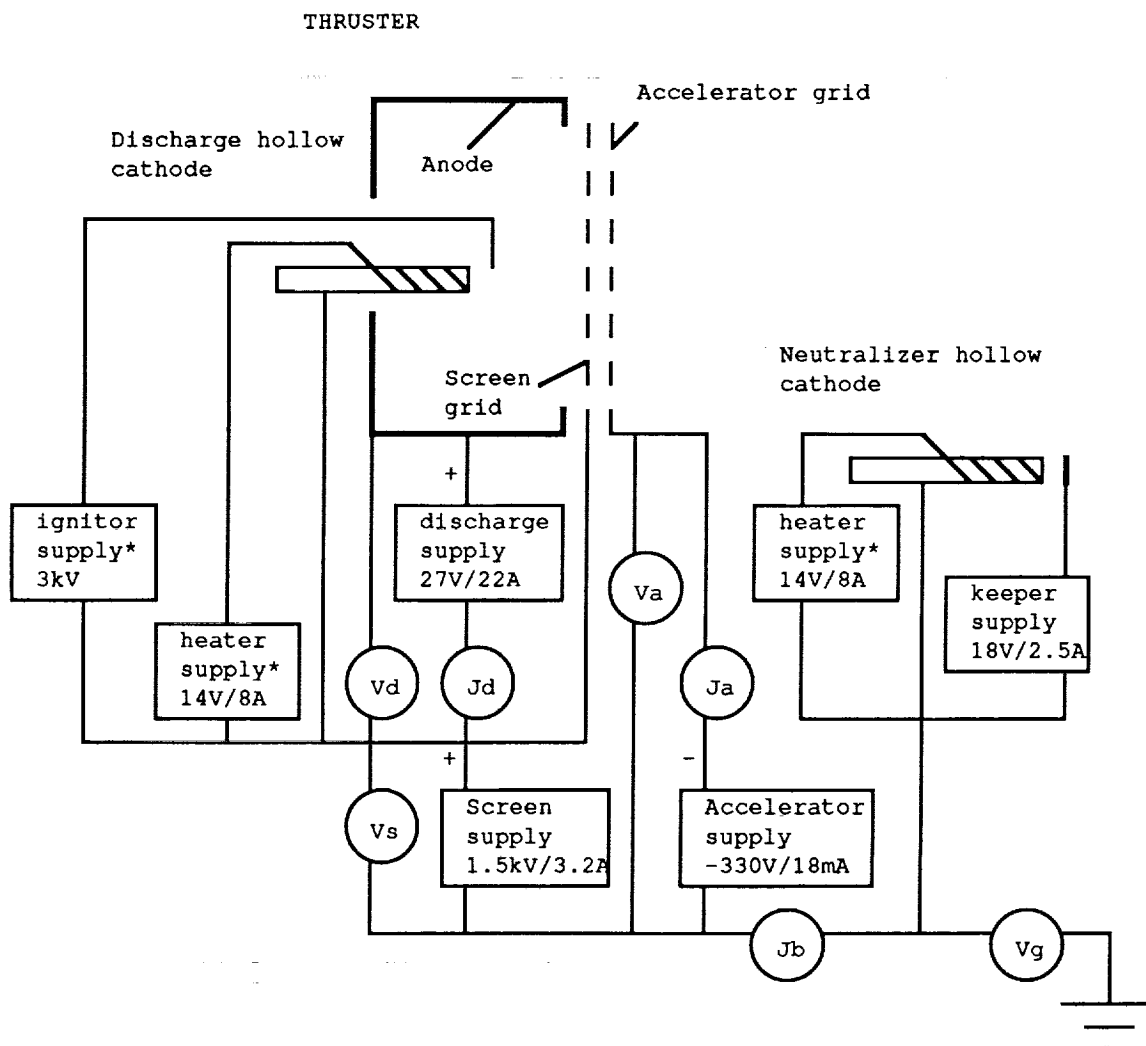 THRUSTER
Accelerator grid
Discharge hollow
cathode
Anode
Neutralizer hollow
cathode
Screen
grid
+
ignitor
supply*
3kV
discharge
supply
27V/22A
heater
supply*
14V/8A
Va
keeper
supply
18V/2.5A
heater
supply*
14V/8A
Vd
Jd
Ja
+
-
Vs
Screen
supply
1.5kV/3.2A
Accelerator
supply
-330V/18mA
Jb
Vg